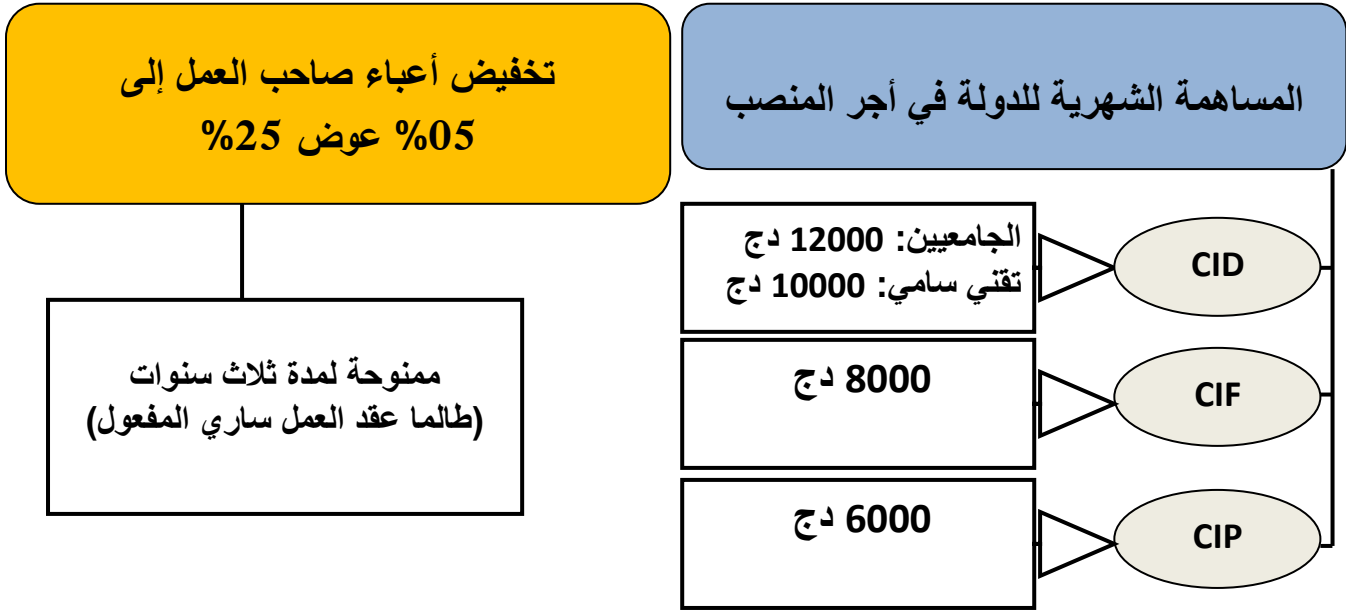 المساهمة الشهرية للدولة في أجر المنصب
CID
الجامعيين: 12000 دج
تقني سامي: 10000 دج
CIF
8000 دج
CIP
6000 دج
تخفيض أعباء صاحب العمل إلى
05% عوض 25%
ممنوحة لمدة ثلاث سنوات
(طالما عقد العمل ساري المفعول)